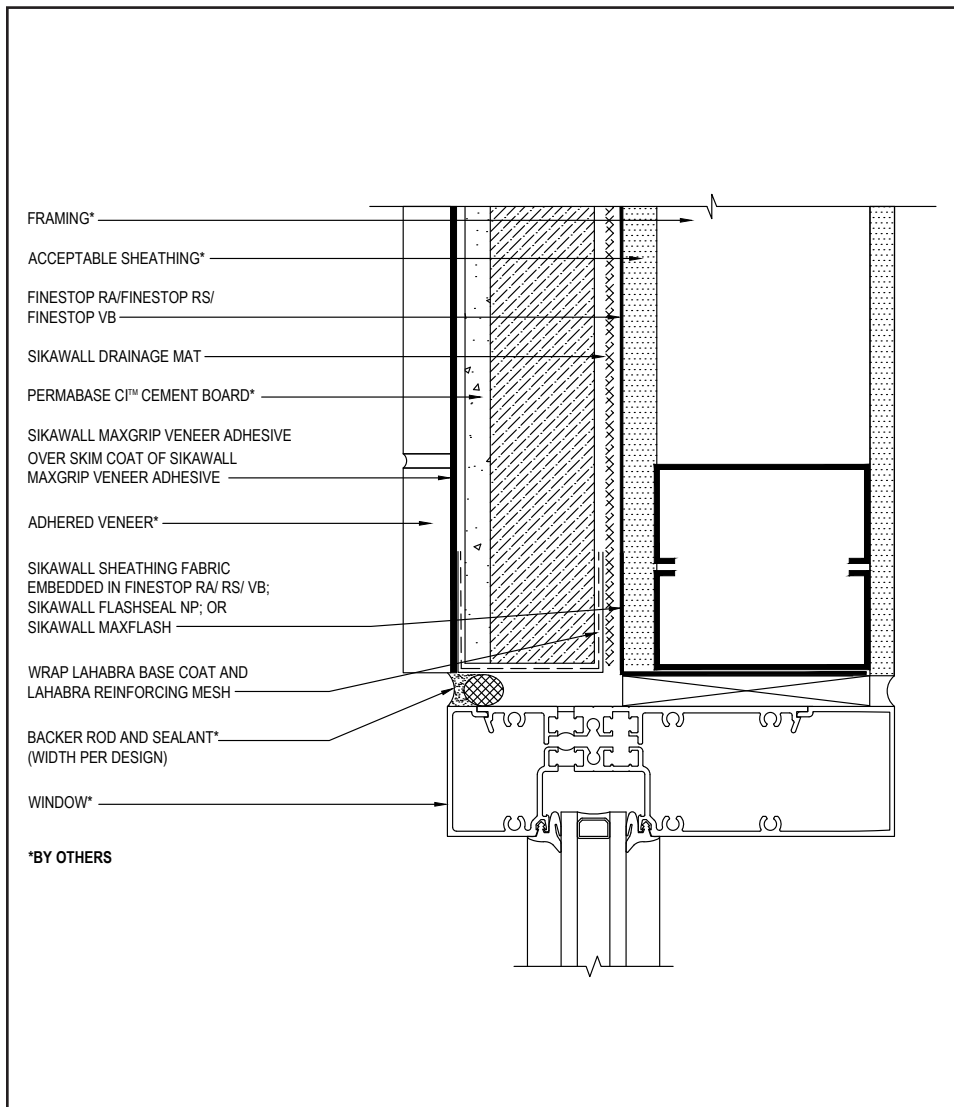 FRAMING*
ACCEPTABLE SHEATHING*
FINESTOP RA/FINESTOP RS/
FINESTOP VB
SIKAWALL DRAINAGE MAT
PERMABASE CI™ CEMENT BOARD*
SIKAWALL MAXGRIP VENEER ADHESIVE
OVER SKIM COAT OF SIKAWALL
MAXGRIP VENEER ADHESIVE
ADHERED VENEER*
SIKAWALL SHEATHING FABRIC
EMBEDDED IN FINESTOP RA/ RS/ VB;
SIKAWALL FLASHSEAL NP; OR
SIKAWALL MAXFLASH
WRAP LAHABRA BASE COAT AND
LAHABRA REINFORCING MESH
BACKER ROD AND SEALANT*
(WIDTH PER DESIGN)
WINDOW*
*BY OTHERS